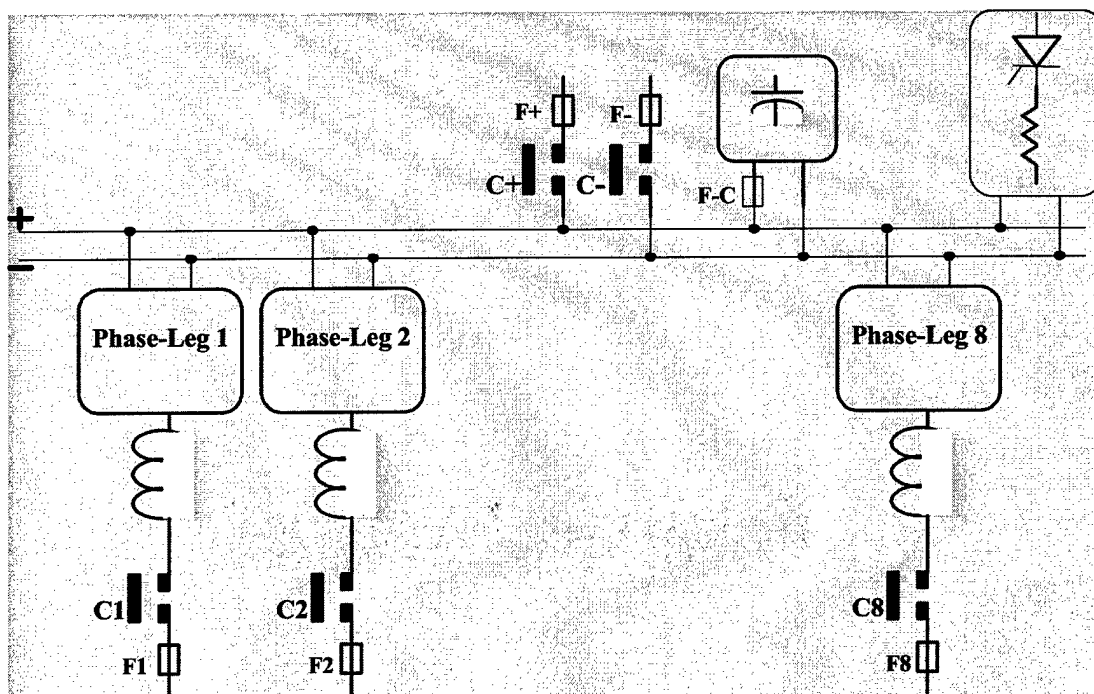 F+
F-
C+
C-
F-C
+
−
Phase-Leg 1
Phase-Leg 2
Phase-Leg 8
C1
C2
C8
F1
F2
F8